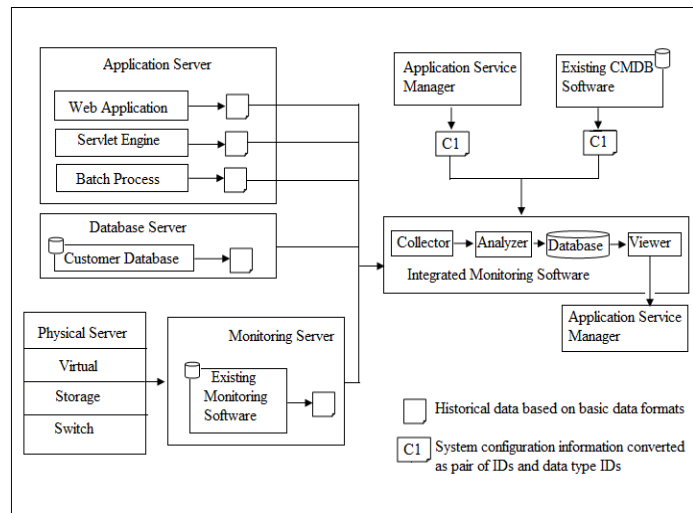 Application Server
Web Application
Servlet Engine
Batch Process
Database Server
Customer Database
Physical Server
Virtual
Storage
Switch
Monitoring Server
Existing
Monitoring
Software
Application Service
Manager
Existing CMDB
Software
C1
C1
Collector
Analyzer
Database
Viewer
Integrated Monitoring Software
Application Service
Manager
Historical data based on basic data formats
C1
System configuration information converted
as pair of IDs and data type IDs